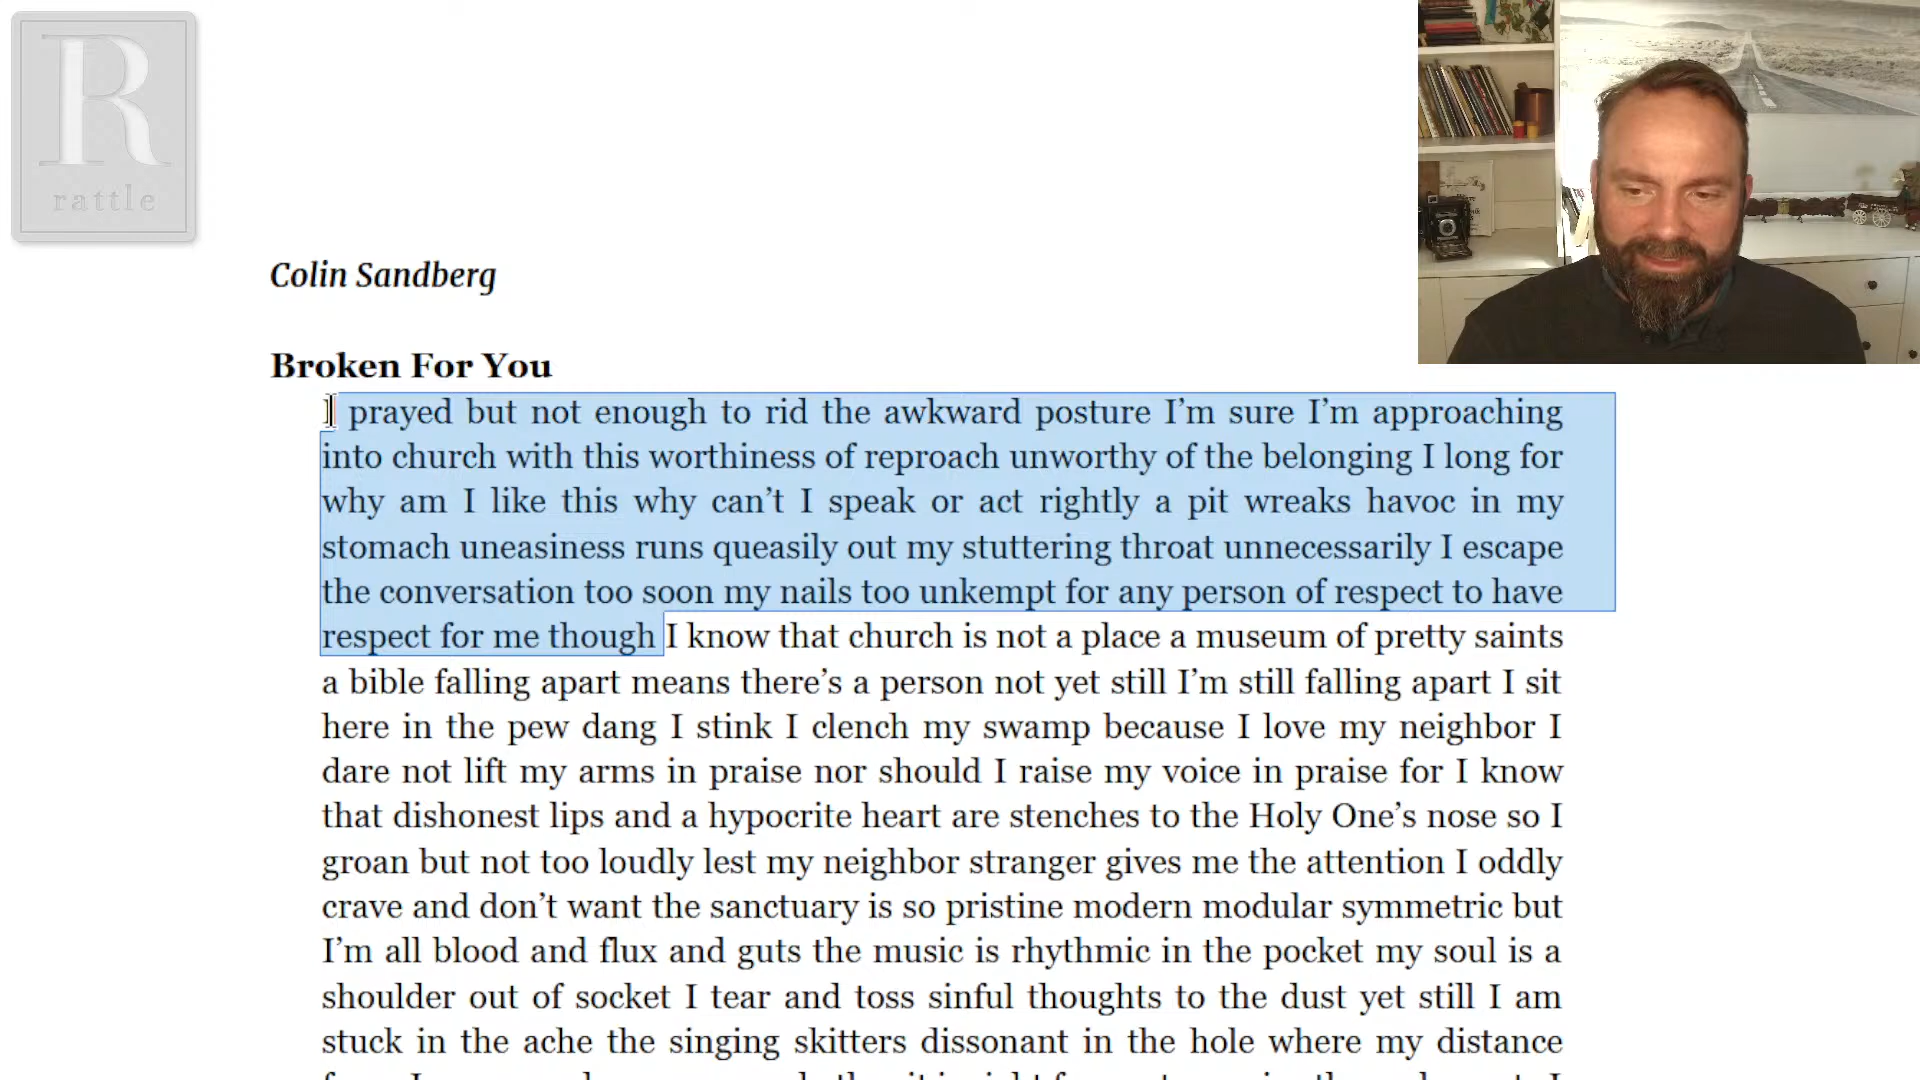 R
rattle
Colin Sandberg
Broken For You
I prayed but not enough to rid the awkward posture I’m sure I’m approaching
into church with this worthiness of reproach unworthy of the belonging I long for
why am I like this why can’t I speak or act rightly a pit wreaks havoc in my
stomach uneasiness runs queasily out my stuttering throat unnecessarily I escape
the conversation too soon my nails too unkempt for any person of respect to have
respect for me though I know that church is not a place a museum of pretty saints
a bible falling apart means there’s a person not yet still I’m still falling apart I sit
here in the pew dang I stink I clench my swamp because I love my neighbor I
dare not lift my arms in praise nor should I raise my voice in praise for I know
that dishonest lips and a hypocrite heart are stenches to the Holy One’s nose so I
groan but not too loudly lest my neighbor stranger gives me the attention I oddly
crave and don’t want the sanctuary is so pristine modern modular symmetric but
I’m all blood and flux and guts the music is rhythmic in the pocket my soul is a
shoulder out of socket I tear and toss sinful thoughts to the dust yet still I am
stuck in the ache the singing skitters dissonant in the hole where my distance